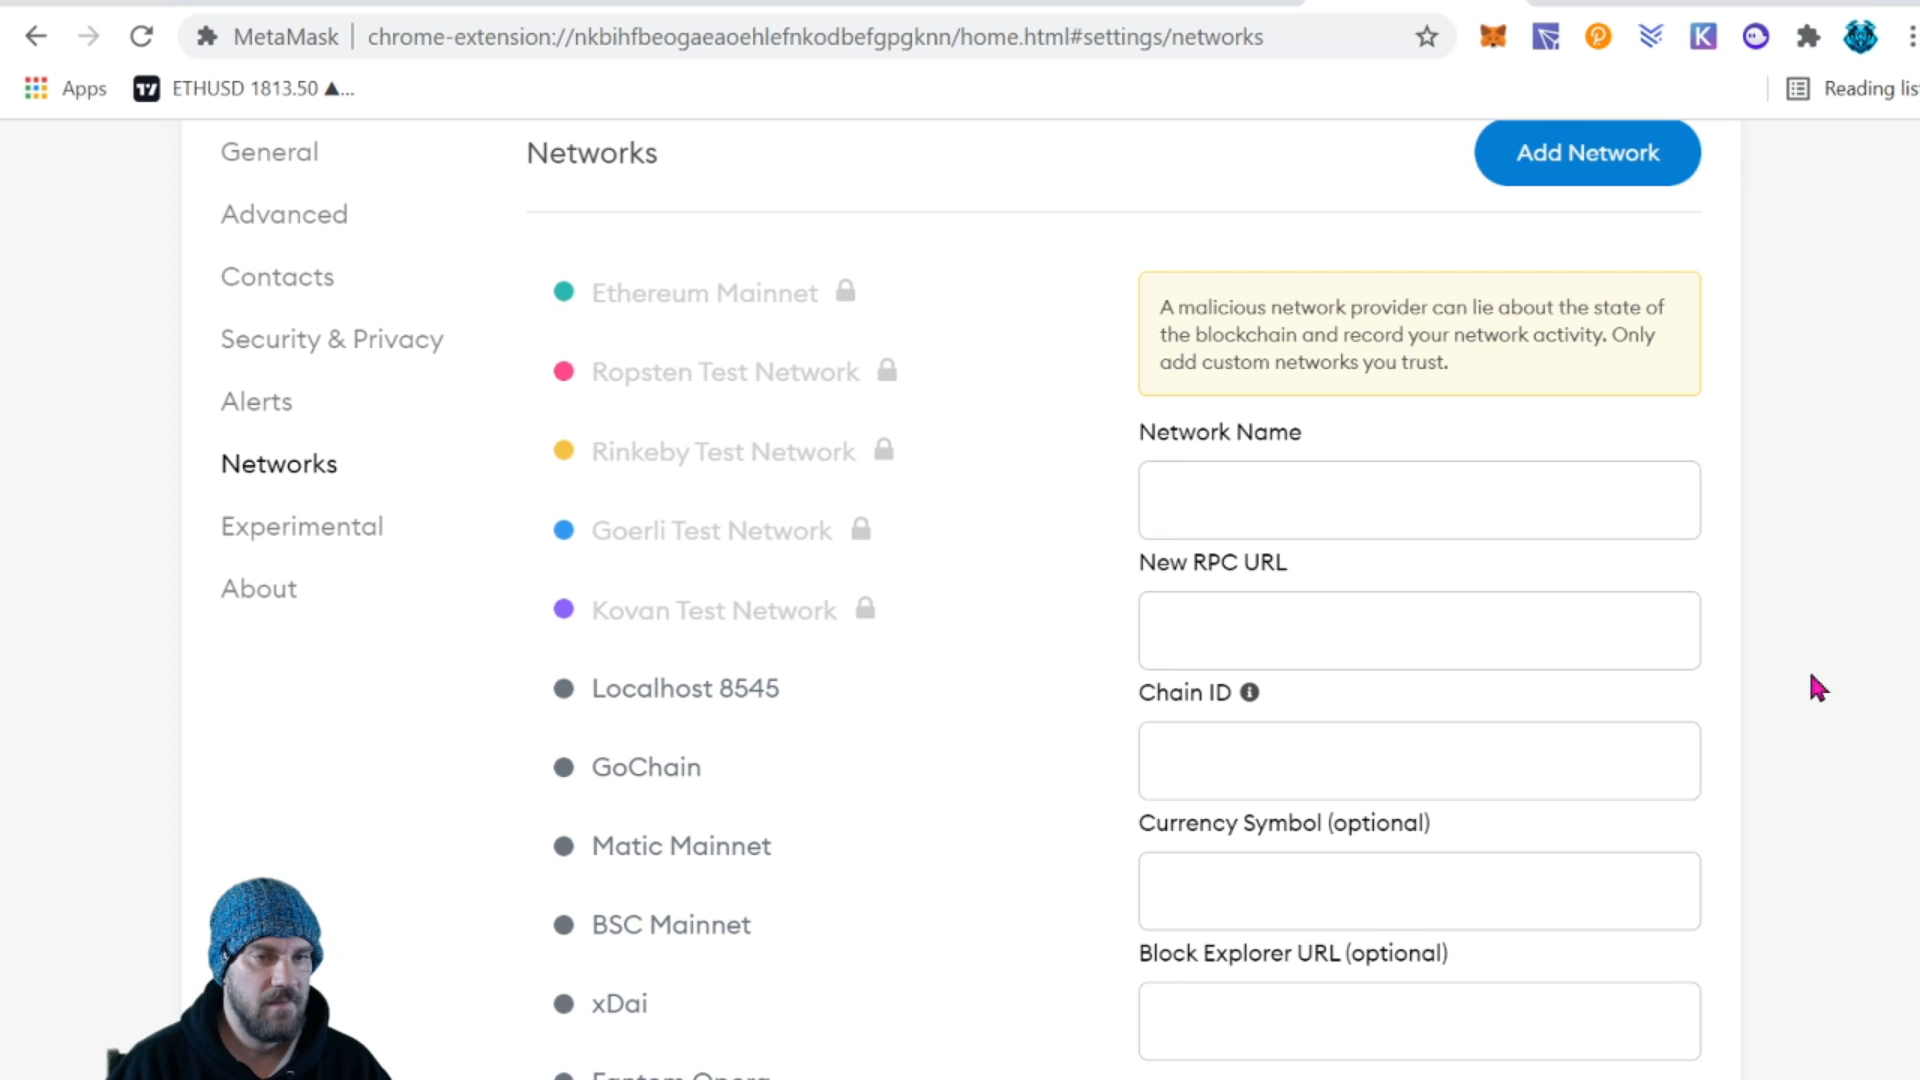 MetaMask | chrome-extension://nkbihfbeogaeaoehlefnkodbefgpgknn/home.html#settings/networks
Apps
ETHUSD 1813.50 ▲...
Reading lis
General
Advanced
Contacts
Security & Privacy
Alerts
Networks
Experimental
About
Networks
Add Network
Ethereum Mainnet
Ropsten Test Network
Rinkeby Test Network
Goerli Test Network
Kovan Test Network
Localhost 8545
GoChain
Matic Mainnet
BSC Mainnet
xDai
Fantom Opera
A malicious network provider can lie about the state of
the blockchain and record your network activity. Only
add custom networks you trust.
Network Name
New RPC URL
Chain ID
Currency Symbol (optional)
Block Explorer URL (optional)